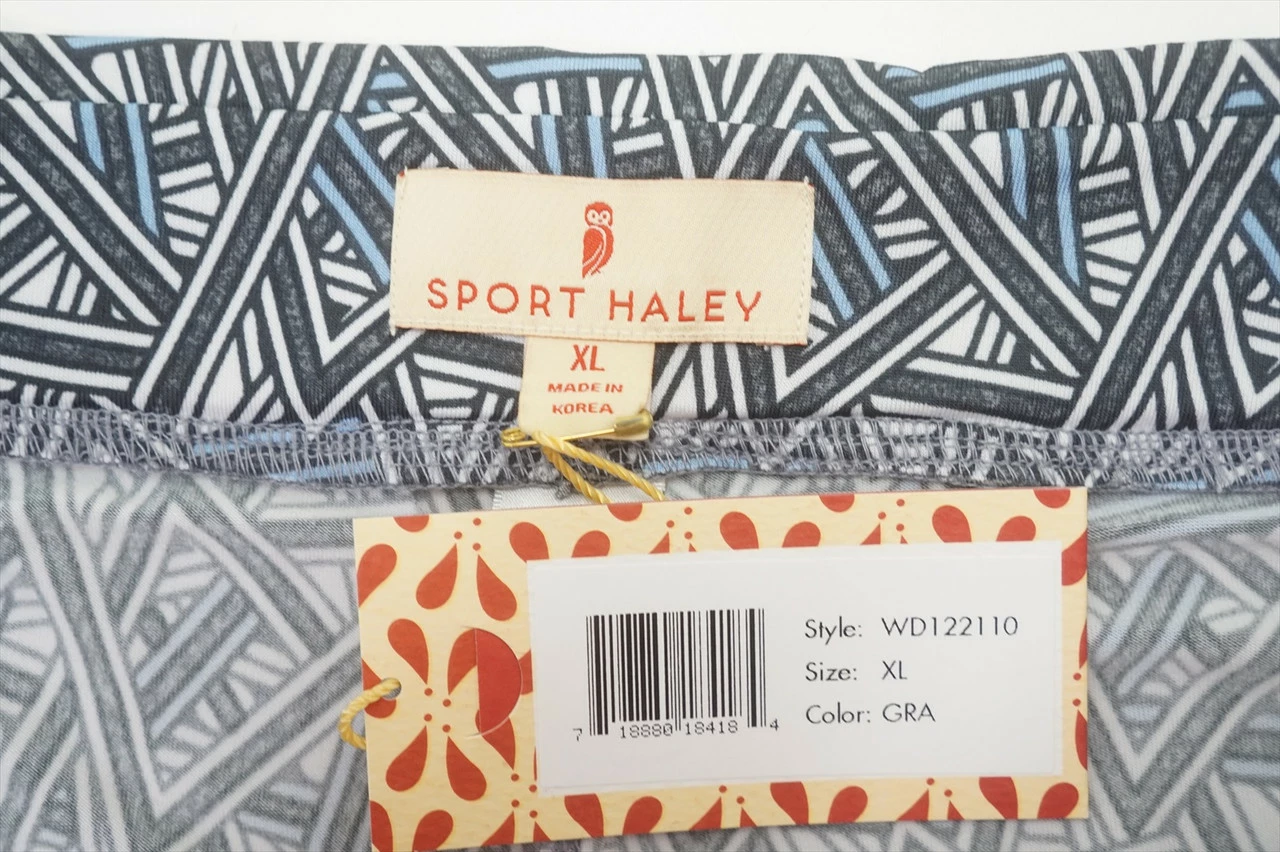 SPORT HALEY
XL
MADE IN
KOREA
Style: WD122110
Size: XL
Color: GRA
7 18880 18418 4